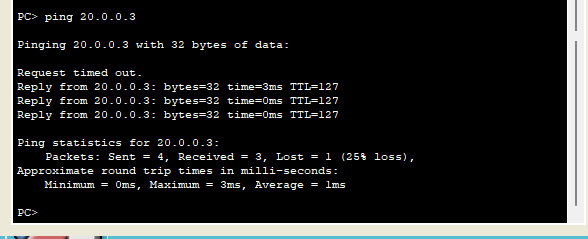 PC> ping 20.0.0.3
Pinging 20.0.0.3 with 32 bytes of data:
Request timed out.
Reply from 20.0.0.3: bytes=32 time=3ms TTL=127
Reply from 20.0.0.3: bytes=32 time=0ms TTL=127
Reply from 20.0.0.3: bytes=32 time=0ms TTL=127
Ping statistics for 20.0.0.3:
Packets: Sent = 4, Received = 3, Lost = 1 (25% loss),
Approximate round trip times in milli-seconds:
Minimum = 0ms, Maximum = 3ms, Average = 1ms
PC>